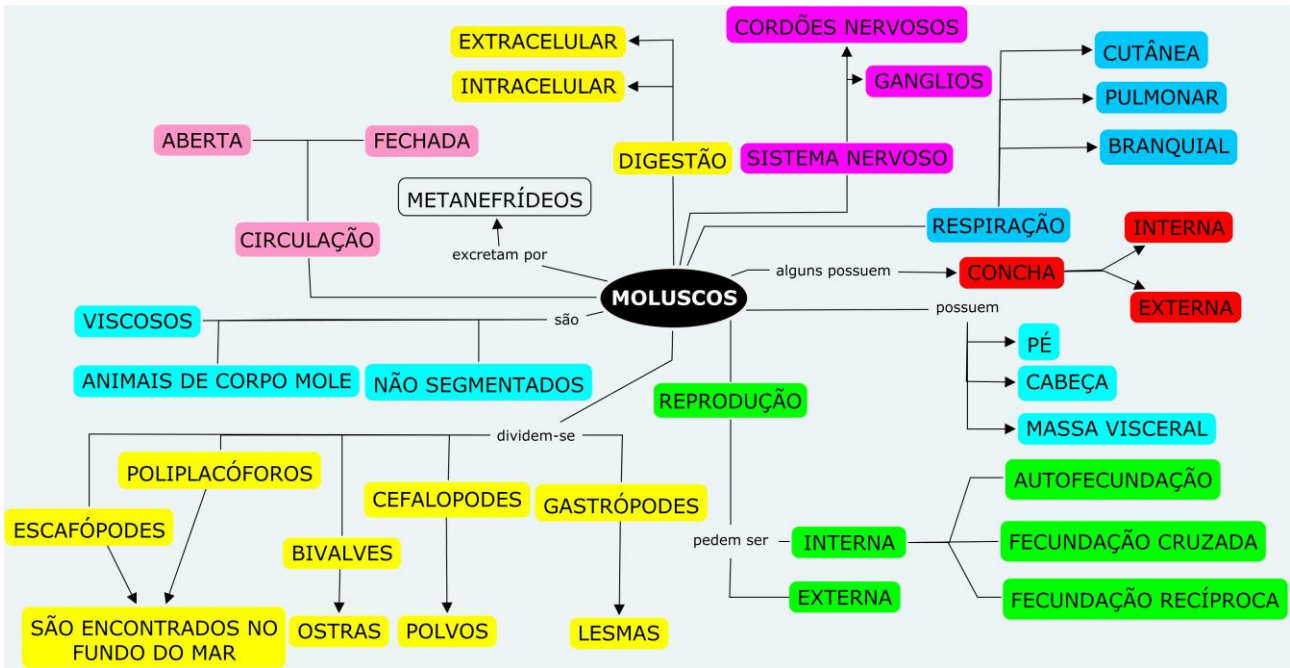 CORDÕES NERVOSOS
EXTRACELULAR
INTRACELULAR
GANGLIOS
CUTÂNEA
PULMONAR
BRANQUIAL
ABERTA
FECHADA
DIGESTÃO
SISTEMA NERVOSO
METANEFRÍDEOS
RESPIRAÇÃO
CIRCULAÇÃO
excretam por
INTERNA
alguns possuem
CONCHA
MOLUSCOS
EXTERNA
VISCOSOS
são
possuem
PÉ
ANIMAIS DE CORPO MOLE
NÃO SEGMENTADOS
CABEÇA
REPRODUÇÃO
MASSA VISCERAL
dividem-se
POLIPLACÓFOROS
CEFALOPODES
GASTRÓPODES
AUTOFECUNDAÇÃO
ESCAFÓPODES
BIVALVES
pedem ser
INTERNA
FECUNDAÇÃO CRUZADA
EXTERNA
FECUNDAÇÃO RECÍPROCA
SÃO ENCONTRADOS NO
FUNDO DO MAR
OSTRAS
POLVOS
LESMAS